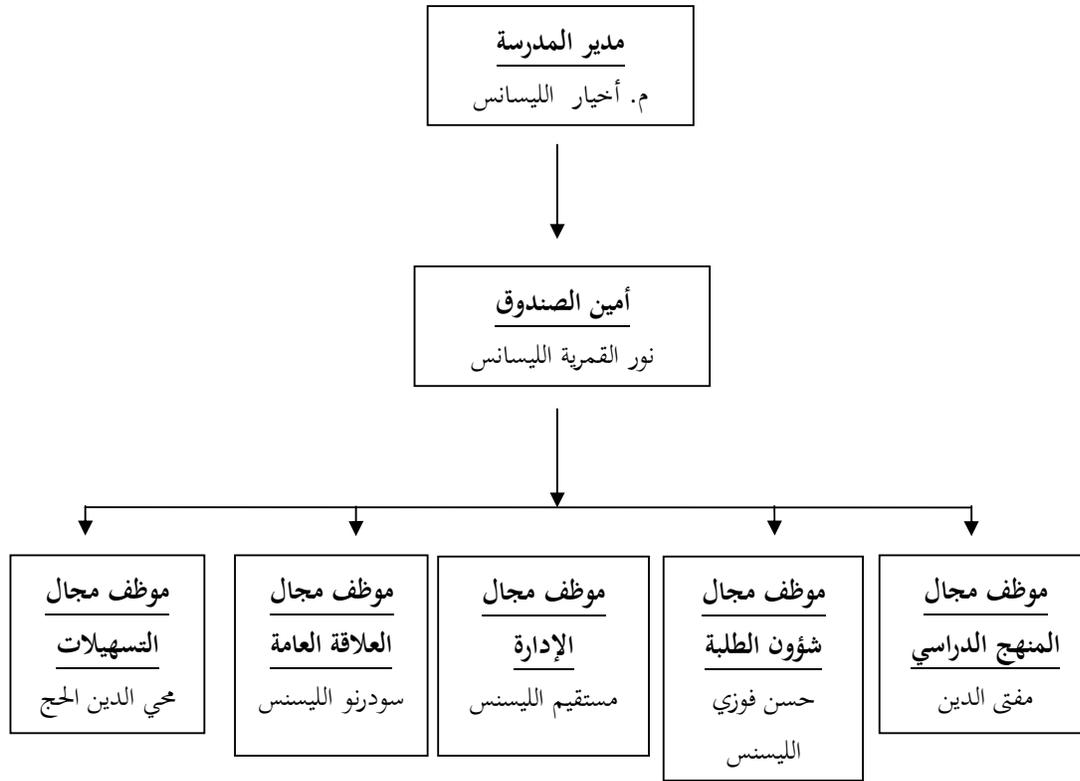 مدير المدرسة
م. أخيار الليسانس
أمين الصندوق
نور القمرية الليسانس
موظف مجال
المنهج الدراسي
مفتى الدين
موظف مجال
شؤون الطلبة
حسن فوزي
الليسنس
موظف مجال
الإدارة
مستقيم الليسنس
موظف مجال
العلاقة العامة
سودرنو الليسنس
موظف مجال
التسهيلات
محي الدين الحج